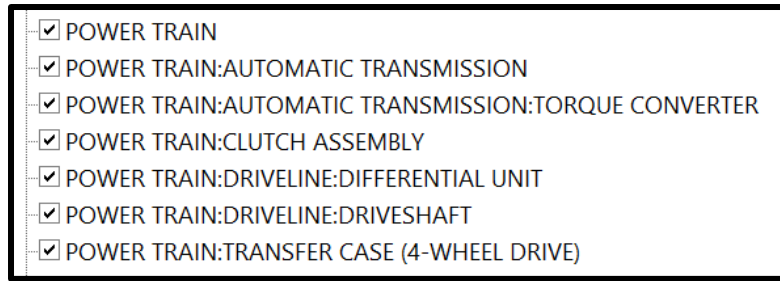 POWER TRAIN
POWER TRAIN:AUTOMATIC TRANSMISSION
POWER TRAIN:AUTOMATIC TRANSMISSION:TORQUE CONVERTER
POWER TRAIN:CLUTCH ASSEMBLY
POWER TRAIN:DRIVELINE:DIFFERENTIAL UNIT
POWER TRAIN:DRIVELINE:DRIVESHAFT
POWER TRAIN:TRANSFER CASE (4-WHEEL DRIVE)